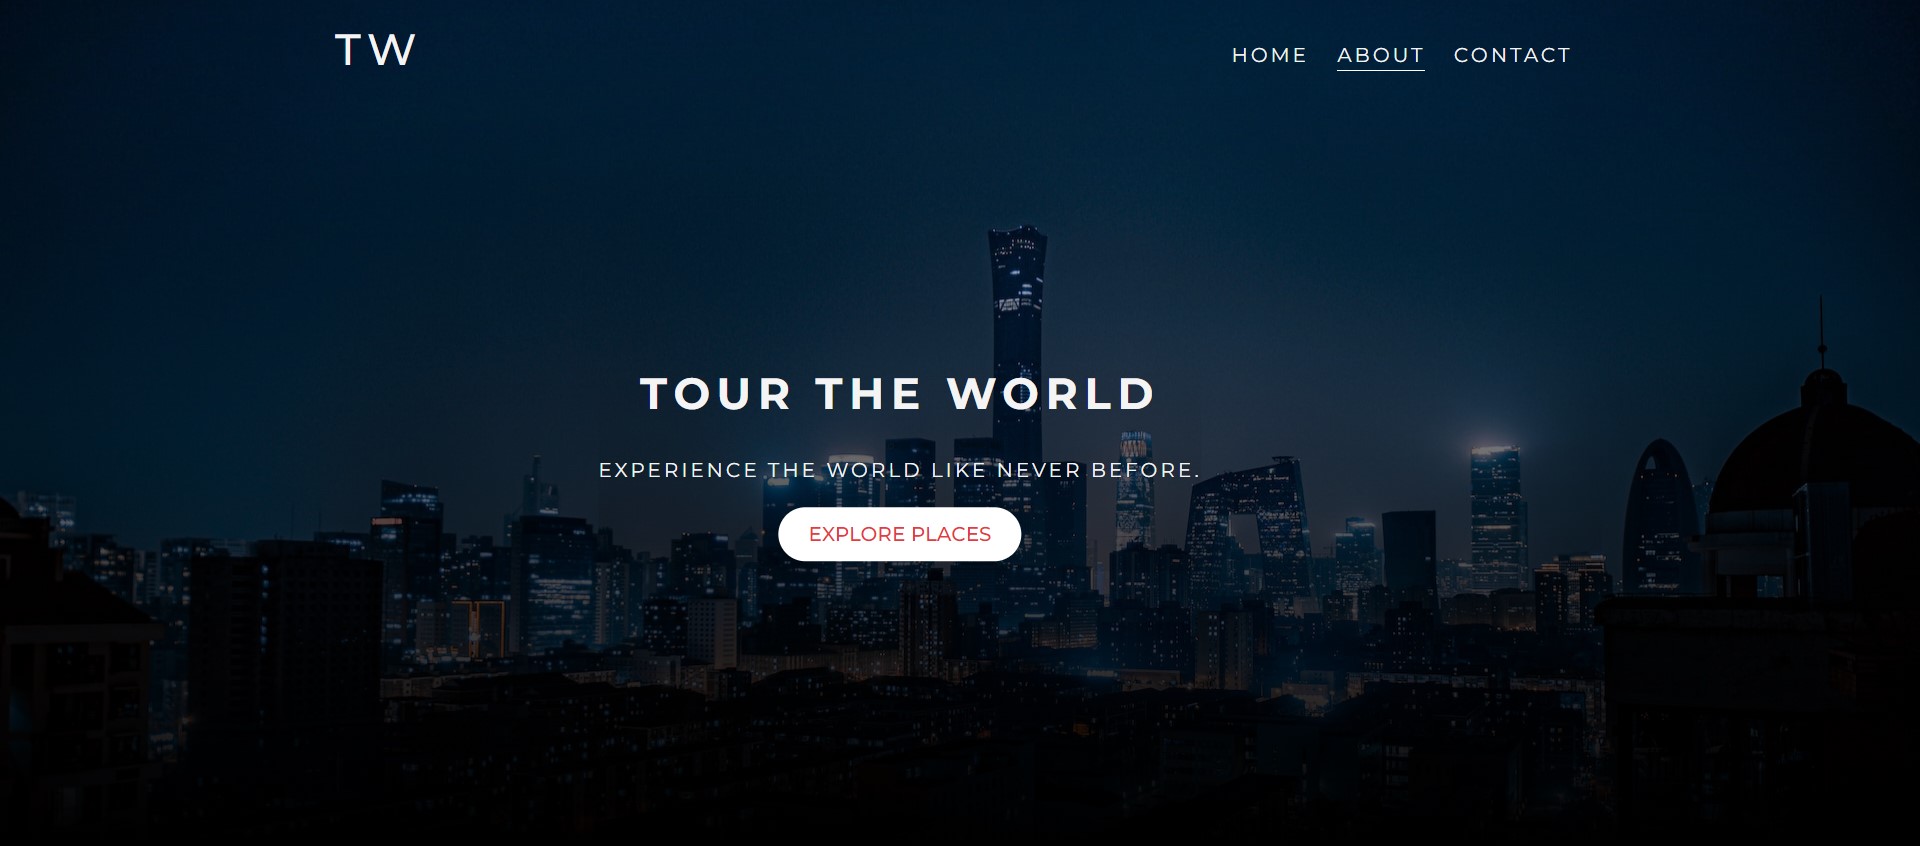 TW
HOME ABOUT CONTACT
TOUR THE WORLD
EXPERIENCE THE WORLD LIKE NEVER BEFORE.
EXPLORE PLACES